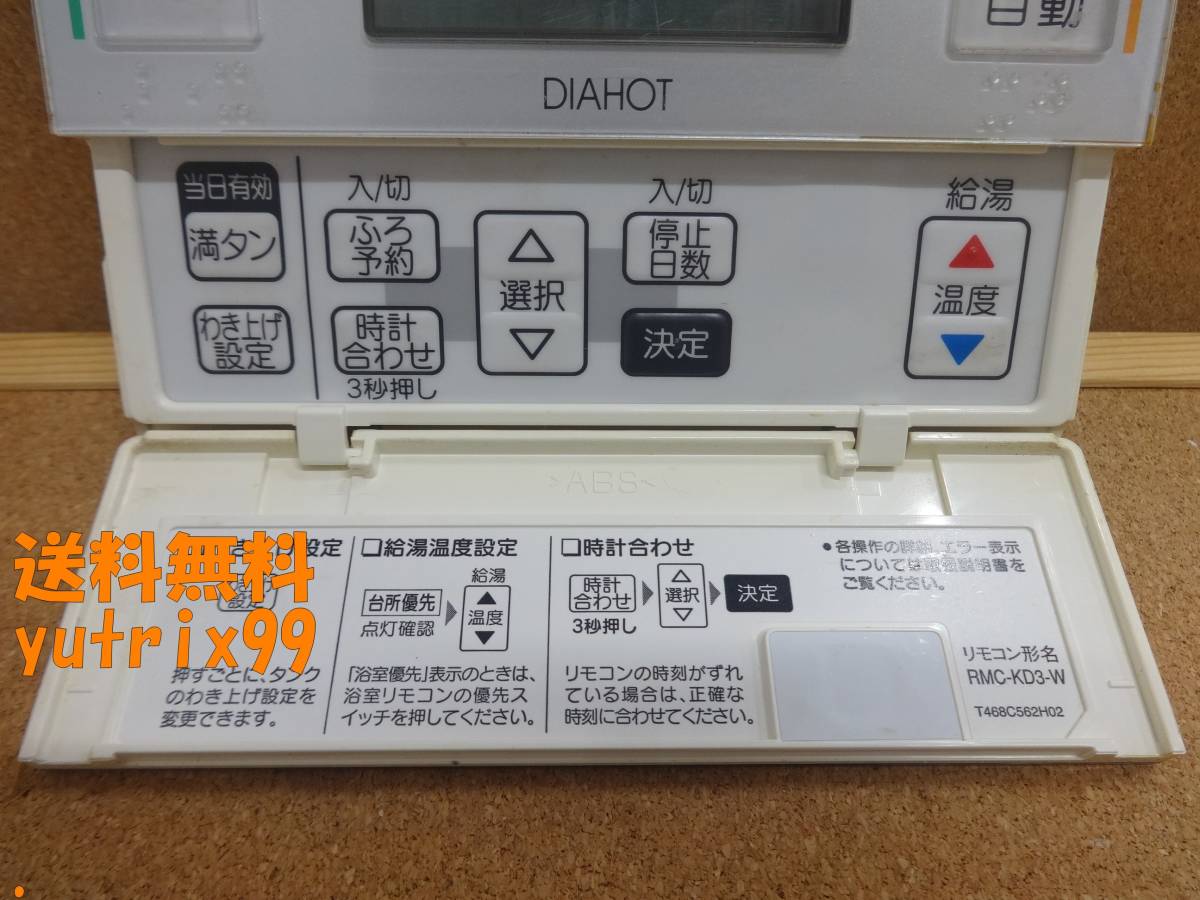 自動
DIAHOT
当日有効
満タン
わき上げ
設定
入/切
ふろ
予約
時計
合わせ
3秒押し
選択
入/切
停止
日数
決定
給湯
温度
>ABS<
送料無料
yutrix99
設定
設定
押すごとに、タンク
のわき上げ設定を
変更できます。
□給湯温度設定
台所優先
点灯確認
給湯
温度
「浴室優先」表示のときは、
浴室リモコンの優先ス
イッチを押してください。
□時計合わせ
時計
合わせ
3秒押し
選択
決定
リモコンの時刻がずれ
ている場合は、正確な
時刻に合わせてください。
●各操作の詳細、エラー表示
については取扱説明書を
ご覧ください。
リモコン形名
RMC-KD3-W
T468C562H02